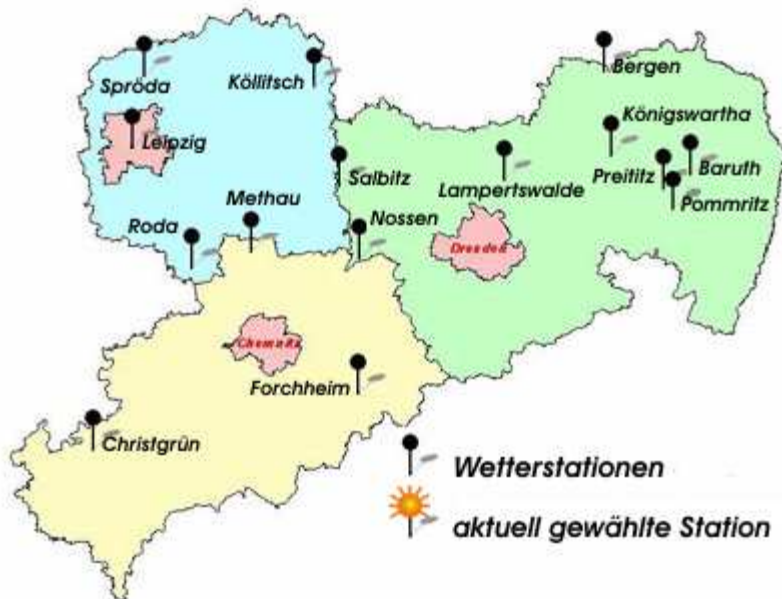 Spröda
Köllitsch
Bergen
Königswartha
Leipzig
Salbitz
Lampertswalde
Preititz
Baruth
Pommritz
Methau
Roda
Nossen
Dresden
Chemnitz
Forchheim
Christgrün
Wetterstationen
aktuell gewählte Station